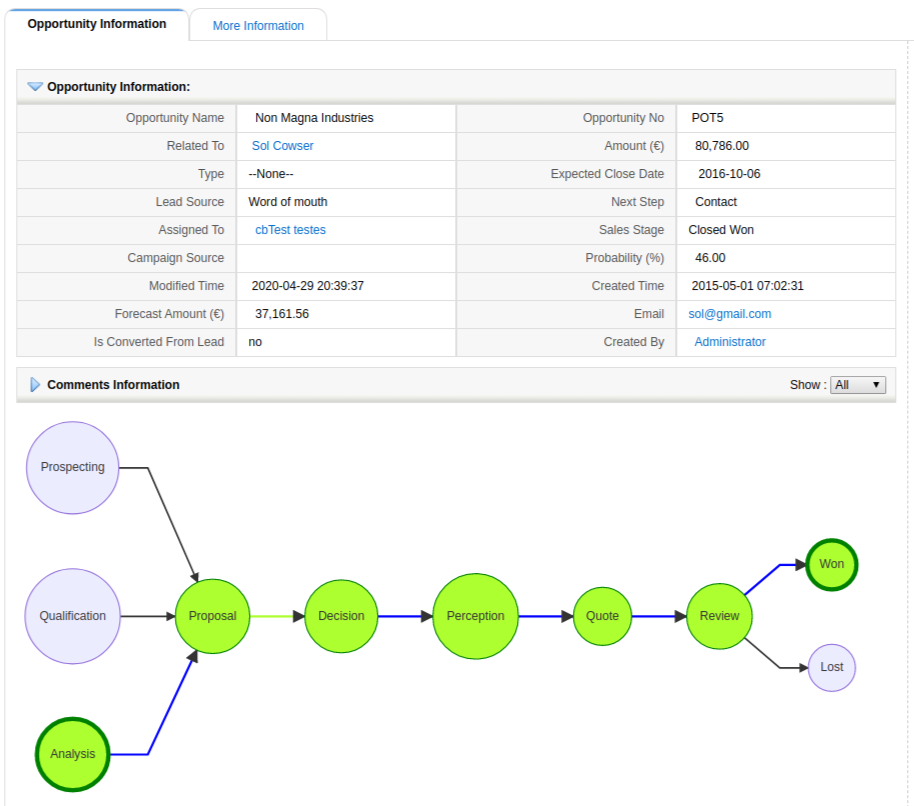 Opportunity Information More Information
Opportunity Information:
Opportunity Name Non Magna Industries Opportunity No POT5
Related To Sol Cowser Amount (€) 80,786.00
Type --None-- Expected Close Date 2016-10-06
Lead Source Word of mouth Next Step Contact
Assigned To cbTest testes Sales Stage Closed Won
Campaign Source Probability (%) 46.00
Modified Time 2020-04-29 20:39:37 Created Time 2015-05-01 07:02:31
Forecast Amount (€) 37,161.56 Email sol@gmail.com
Is Converted From Lead no Created By Administrator
Comments Information Show : All
Prospecting
Won
Qualification Proposal Decision Perception Quote Review
Lost
Analysis